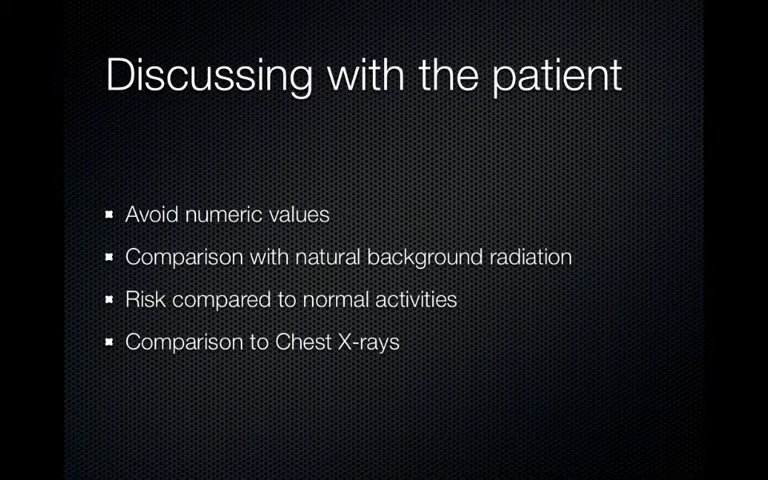 Discussing with the patient
Avoid numeric values
Comparison with natural background radiation
Risk compared to normal activities
Comparison to Chest X-rays